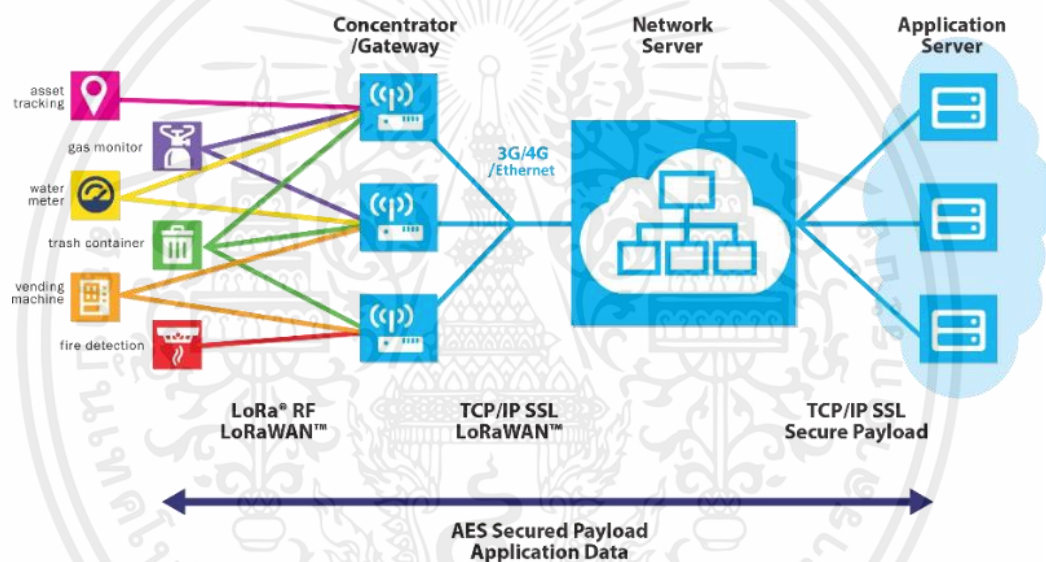 Concentrator
/Gateway
Network
Server
Application
Server
asset
tracking
gas monitor
water
meter
trash container
vending
machine
fire detection
3G/4G
/Ethernet
LoRa® RF
LoRaWAN™
TCP/IP SSL
LoRaWAN™
TCP/IP SSL
Secure Payload
AES Secured Payload
Application Data